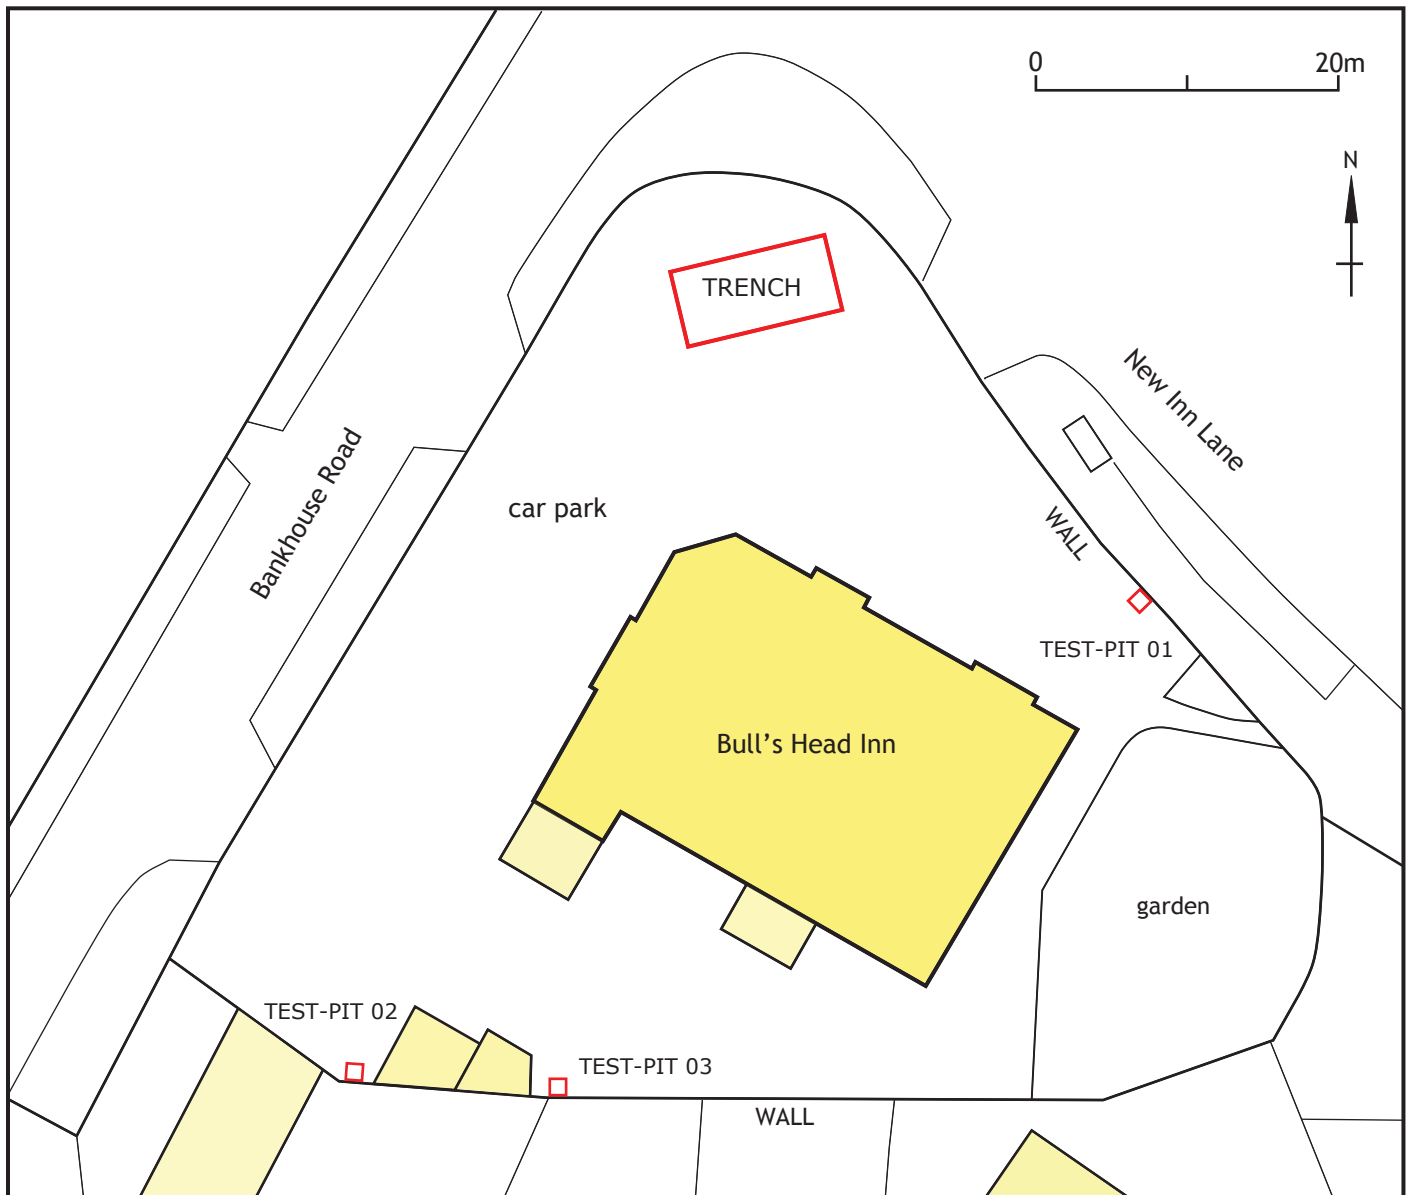 0 20m
N
TRENCH
New Inn Lane
Bankhouse Road
car park
WALL
TEST-PIT 01
Bull’s Head Inn
garden
TEST-PIT 02
TEST-PIT 03
WALL